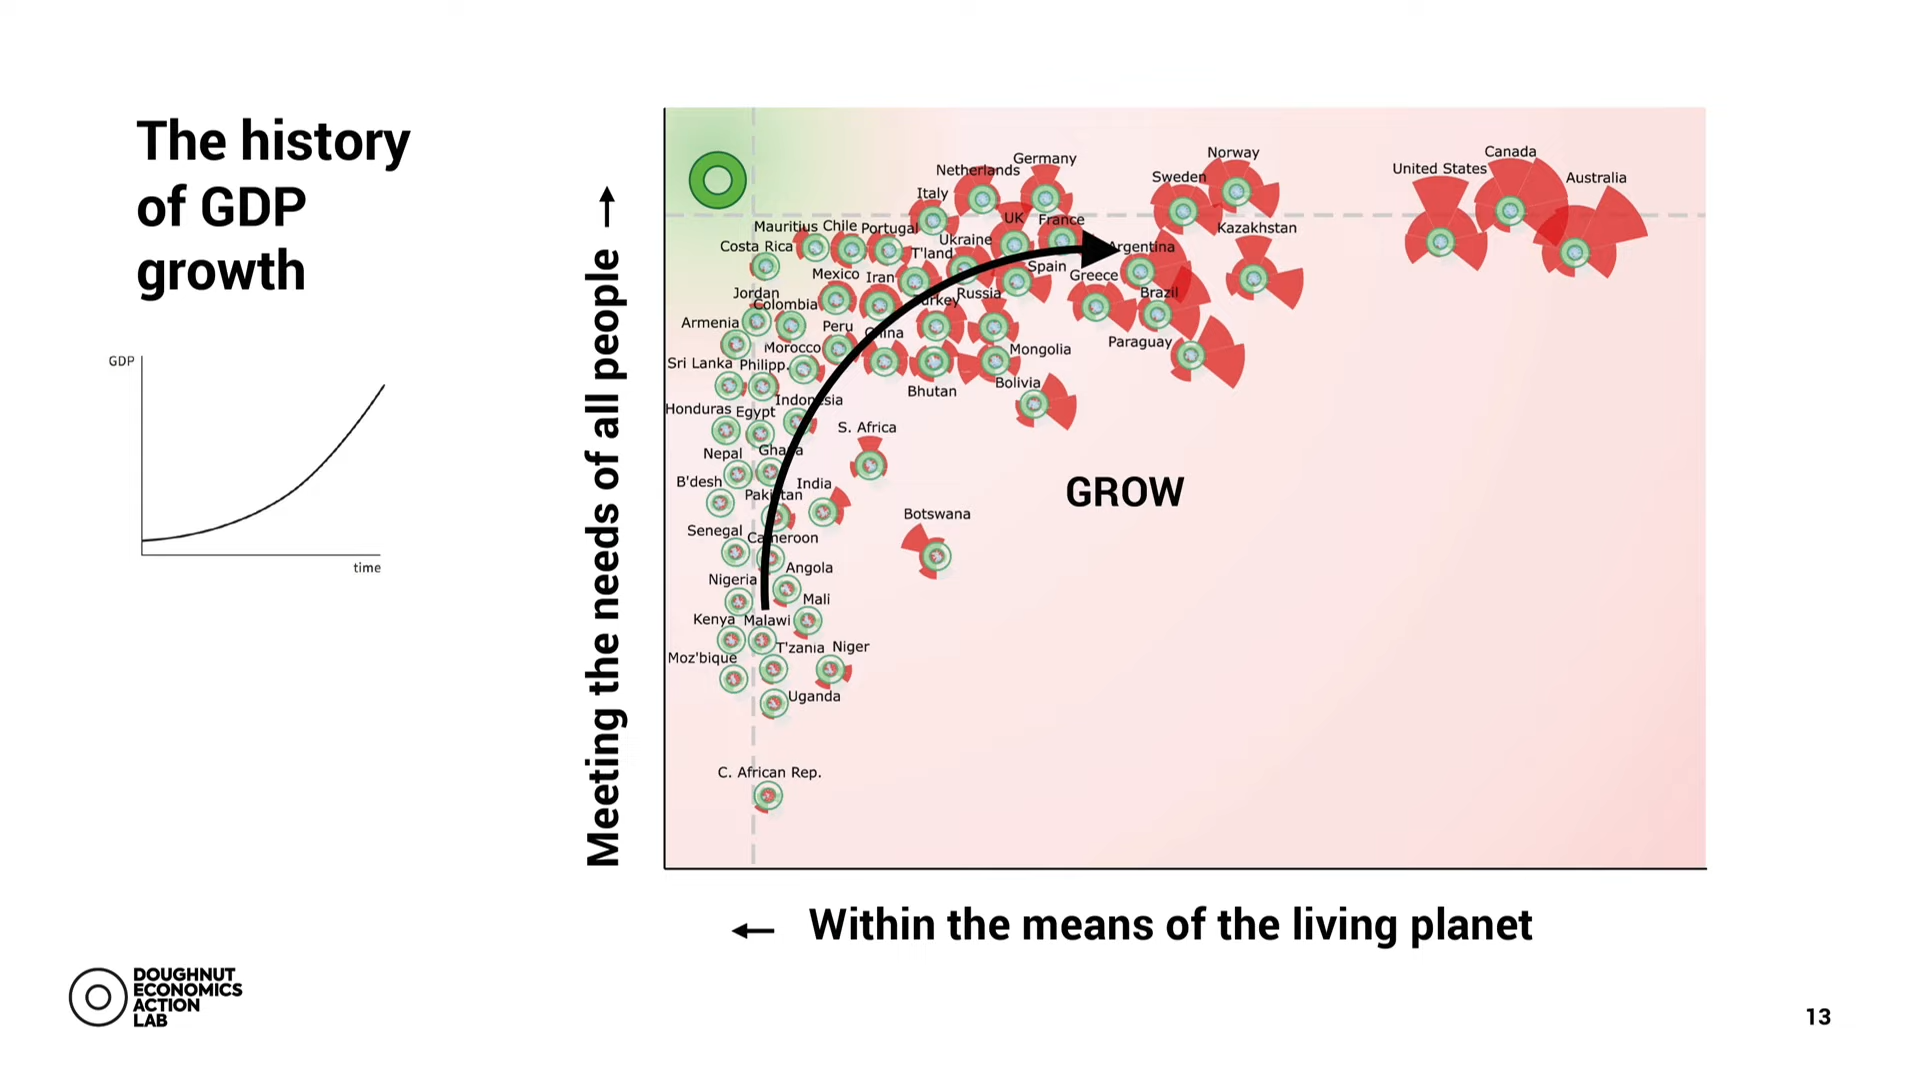 The history
of GDP
growth
GDP
time
Meeting the needs of all people →
Canada
Norway
Germany
United States
Netherlands
Sweden
Australia
Italy
UK
France
Mauritius
Chile
Portugal
Kazakhstan
Ukraine
Costa Rica
Argentina
T'land
Spain
Mexico
Iran
Greece
Jordan
Russia
Brazil
Colombia
Armenia
Peru
Paraguay
Morocco
Mongolia
Sri Lanka
Philipp.
Bolivia
Bhutan
Indonesia
Honduras
Egypt
S. Africa
Ghana
Nepal
B'desh
India
Pakistan
GROW
Botswana
Senegal
Cameroon
Angola
Nigeria
Mali
Kenya
Malawi
T'zania
Niger
Moz'bique
Uganda
C. African Rep.
← Within the means of the living planet
DOUGHNUT
ECONOMICS
ACTION
LAB
13